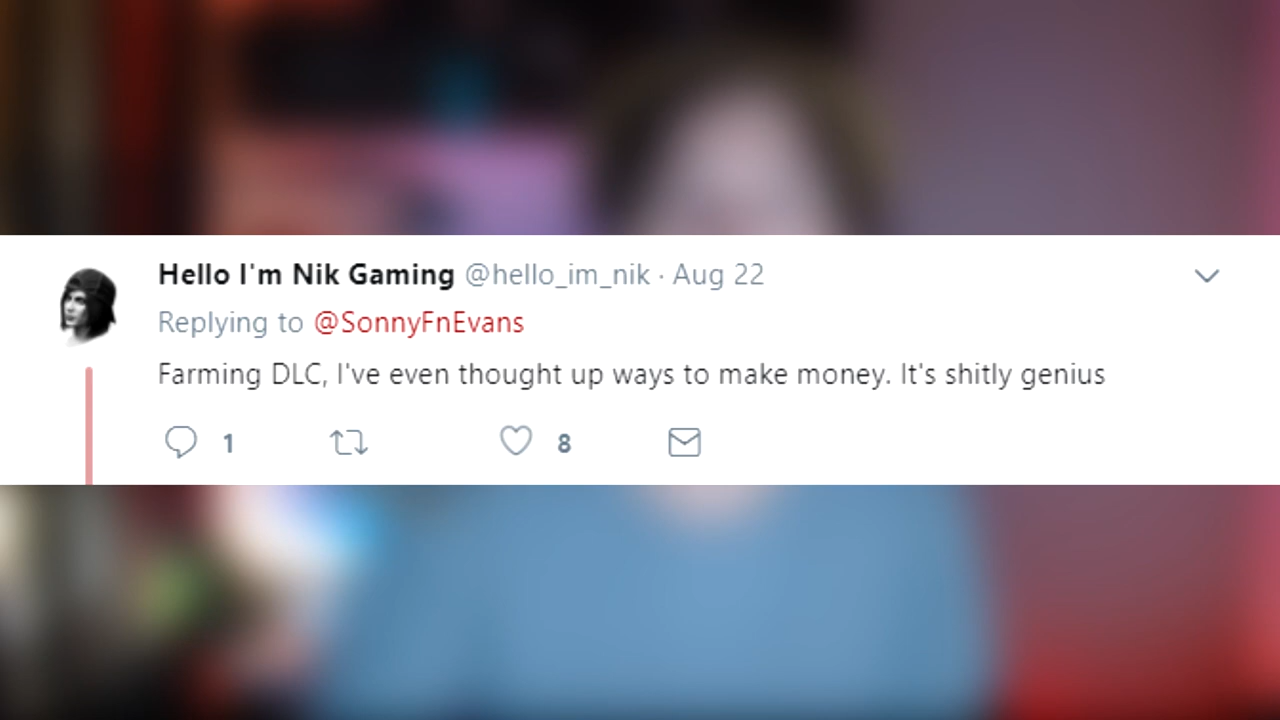 Hello I'm Nik Gaming @hello_im_nik · Aug 22
Replying to @SonnyFnEvans
Farming DLC, I've even thought up ways to make money. It's shitly genius
1 8